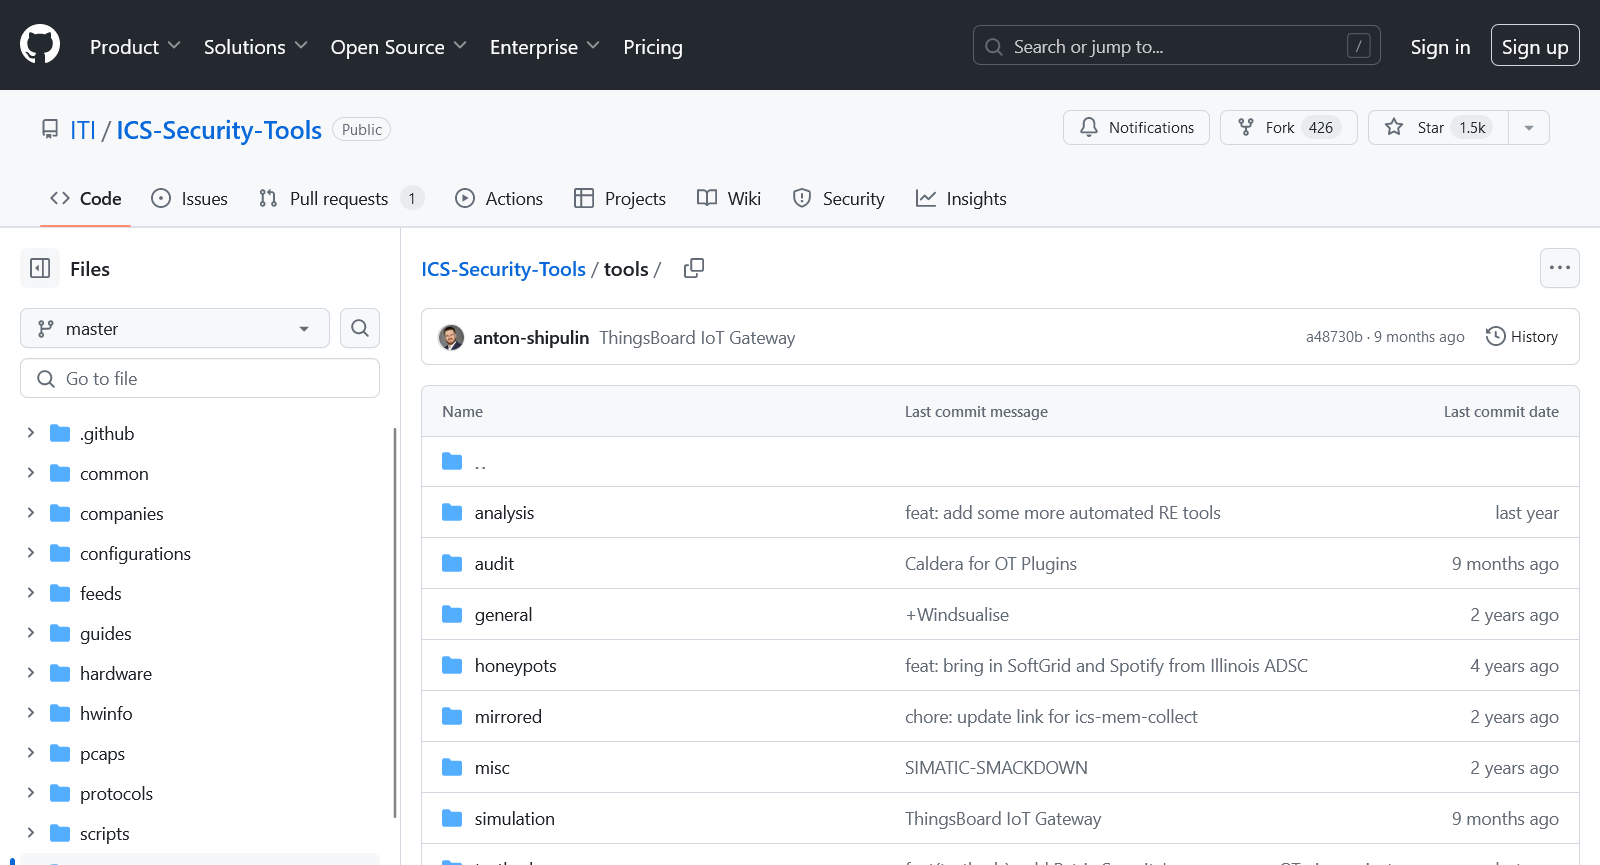 Product Solutions Open Source Enterprise Pricing Search or jump to... / Sign in Sign up
ITI / ICS-Security-Tools Public Notifications Fork 426 Star 1.5k
Code Issues Pull requests 1 Actions Projects Wiki Security Insights
Files
master
Go to file
.github
common
companies
configurations
feeds
guides
hardware
hwinfo
pcaps
protocols
scripts
ICS-Security-Tools / tools /
anton-shipulin ThingsBoard IoT Gateway a48730b · 9 months ago History
Name Last commit message Last commit date
..
analysis feat: add some more automated RE tools last year
audit Caldera for OT Plugins 9 months ago
general +Windsualise 2 years ago
honeypots feat: bring in SoftGrid and Spotify from Illinois ADSC 4 years ago
mirrored chore: update link for ics-mem-collect 2 years ago
misc SIMATIC-SMACKDOWN 2 years ago
simulation ThingsBoard IoT Gateway 9 months ago